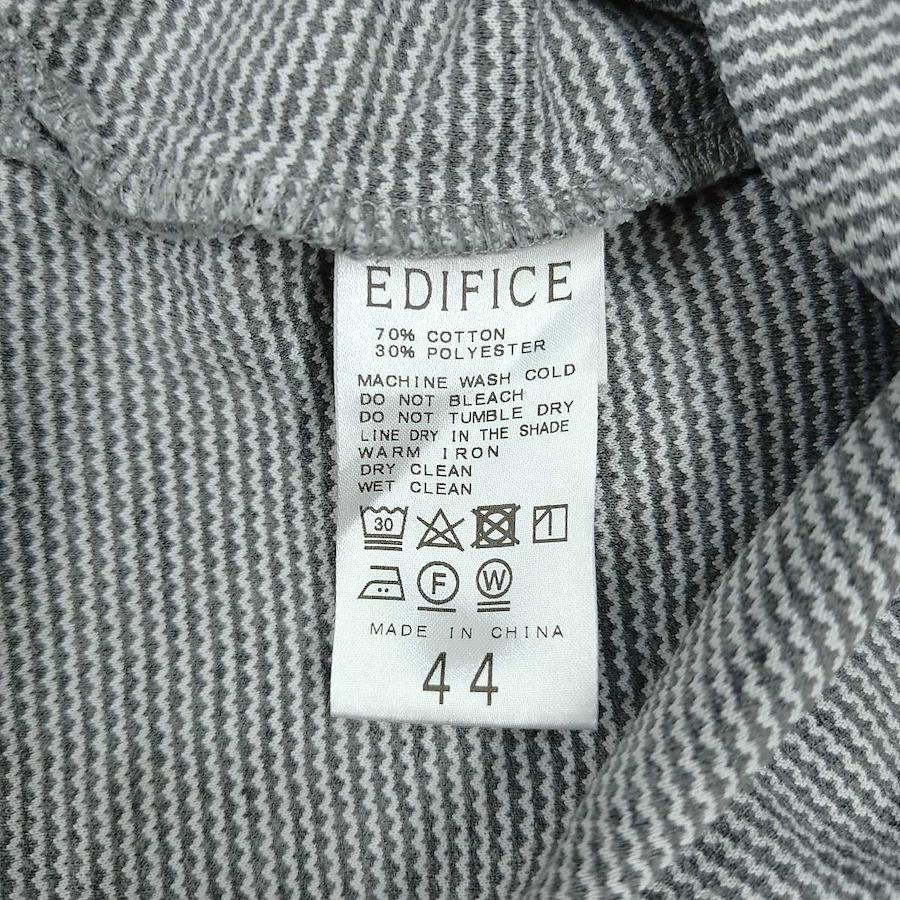 EDIFICE
70% COTTON
30% POLYESTER
MACHINE WASH COLD
DO NOT BLEACH
DO NOT TUMBLE DRY
LINE DRY IN THE SHADE
WARM IRON
DRY CLEAN
WET CLEAN
30
F W
MADE IN CHINA
44